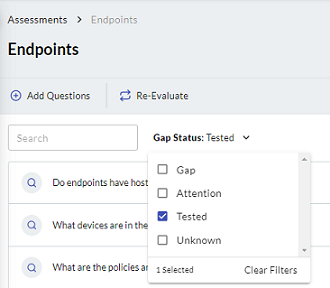 Assessments > Endpoints
Endpoints
Add Questions Re-Evaluate
Search Gap Status: Tested
Gap
Do endpoints have host
Attention
Tested
What devices are in the
Unknown
What are the policies a
1 Selected Clear Filters